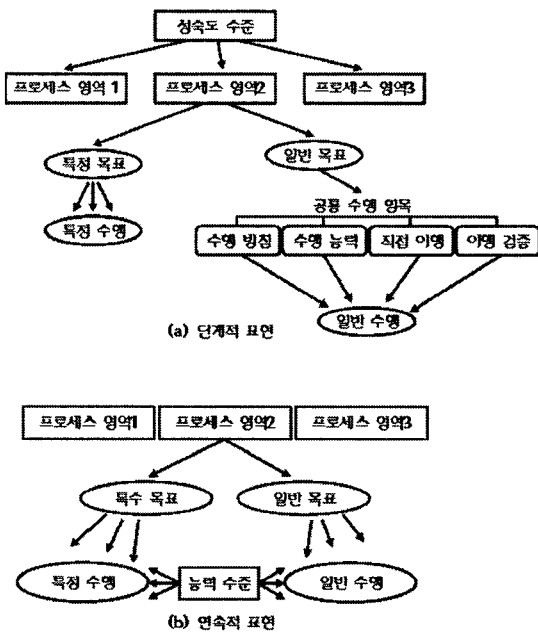 성숙도 수준
프로세스 영역 1 프로세스 영역2 프로세스 영역3
특정 목표 일반 목표
공통 수행 항목
특정 수행
수행 방침 수행 능력 직접 이행 이행 검증
일반 수행
(a) 단계적 표현
프로세스 영역1 프로세스 영역2 프로세스 영역3
특수 목표 일반 목표
특정 수행 능력 수준 일반 수행
(b) 연속적 표현